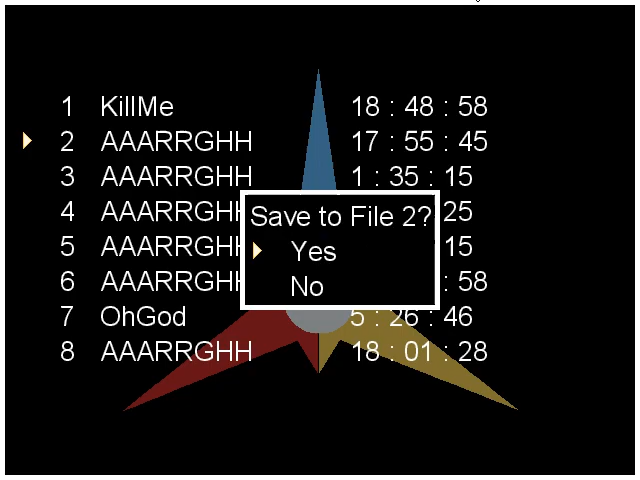 1 KillMe 18 : 48 : 58
2 AAARRGHH 17 : 55 : 45
3 AAARRGHH 1 : 35 : 15
4 AAARRGHH 25
5 AAARRGHH 15
6 AAARRGHH : 58
7 OhGod 5 : 26 : 46
8 AAARRGHH 18 : 01 : 28
Save to File 2?
Yes
No